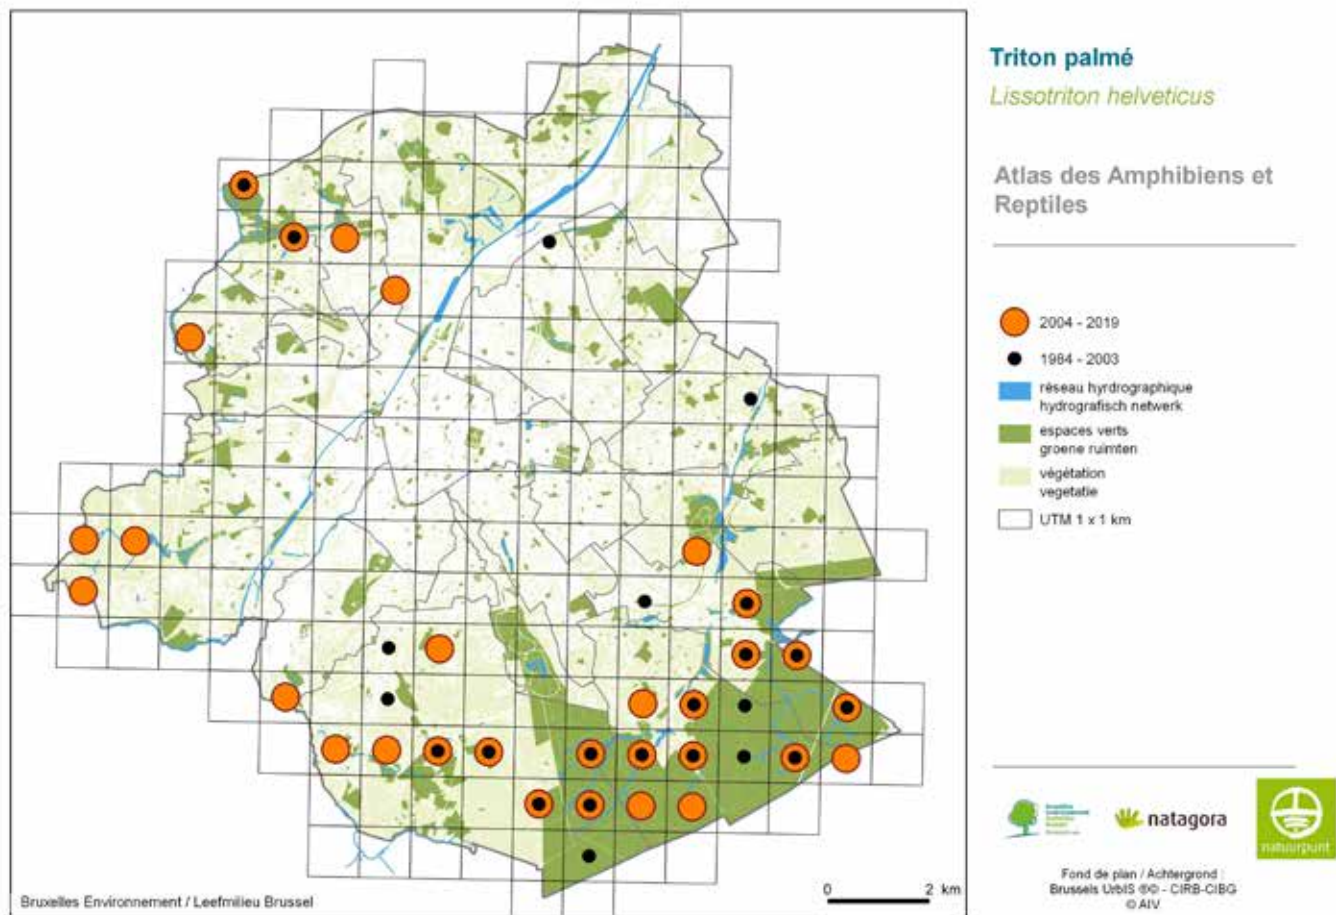 Triton palmé
Lissotriton helveticus
Atlas des Amphibiens et
Reptiles
2004 - 2019
1984 - 2003
réseau hyrdrographique
hydrografisch netwerk
espaces verts
groene ruimten
végétation
vegetatie
UTM 1 x 1 km
natagora
natuurpunt
Fond de plan / Achtergrond :
Brussels UrbIS ®© - CIRB-CIBG
© AIV
0 2 km
Bruxelles Environnement / Leefmilieu Brussel